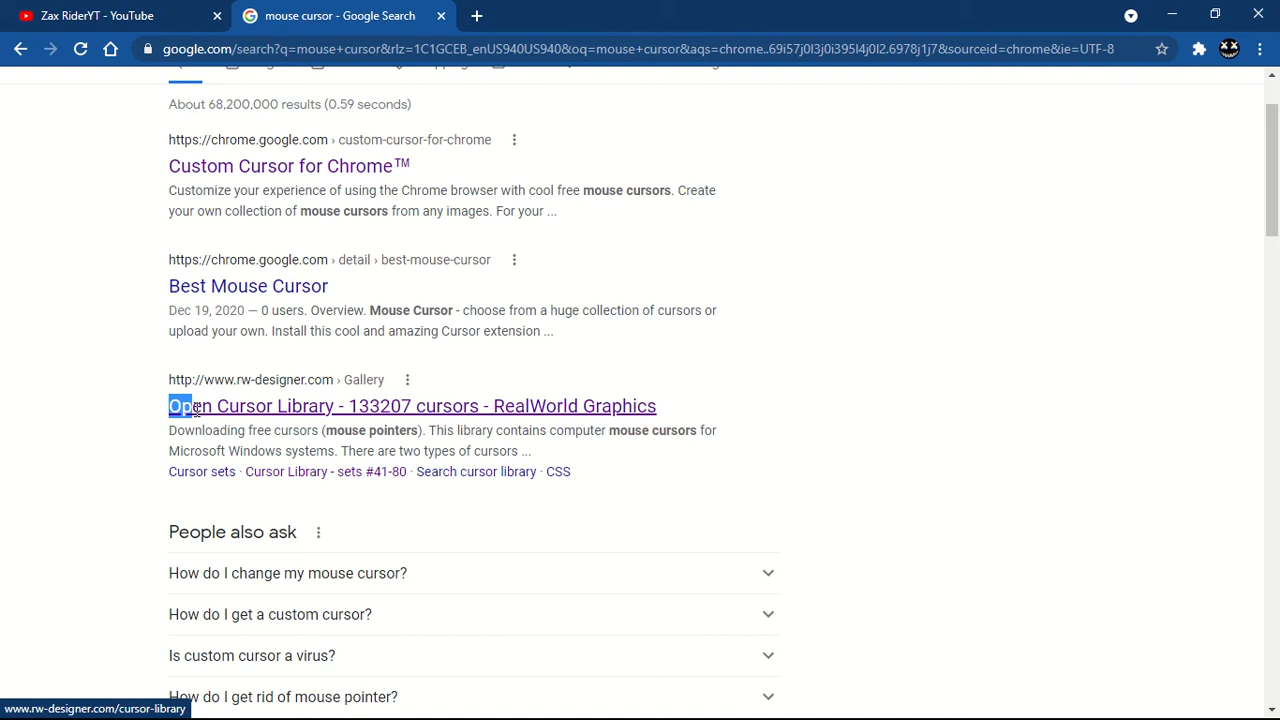 Zax RiderYT - YouTube
mouse cursor - Google Search
google.com/search?q=mouse+cursor&rlz=1C1GCEB_enUS940US940&oq=mouse+cursor&aqs=chrome..69i57j0l3j0i395l4j0l2.6978j1j7&sourceid=chrome&ie=UTF-8
About 68,200,000 results (0.59 seconds)
https://chrome.google.com › custom-cursor-for-chrome
Custom Cursor for Chrome™
Customize your experience of using the Chrome browser with cool free mouse cursors. Create
your own collection of mouse cursors from any images. For your ...
https://chrome.google.com › detail › best-mouse-cursor
Best Mouse Cursor
Dec 19, 2020 — 0 users. Overview. Mouse Cursor - choose from a huge collection of cursors or
upload your own. Install this cool and amazing Cursor extension ...
http://www.rw-designer.com › Gallery
Open Cursor Library - 133207 cursors - RealWorld Graphics
Downloading free cursors (mouse pointers). This library contains computer mouse cursors for
Microsoft Windows systems. There are two types of cursors ...
Cursor sets · Cursor Library - sets #41-80 · Search cursor library · CSS
People also ask
How do I change my mouse cursor?
How do I get a custom cursor?
Is custom cursor a virus?
How do I get rid of mouse pointer?
www.rw-designer.com/cursor-library